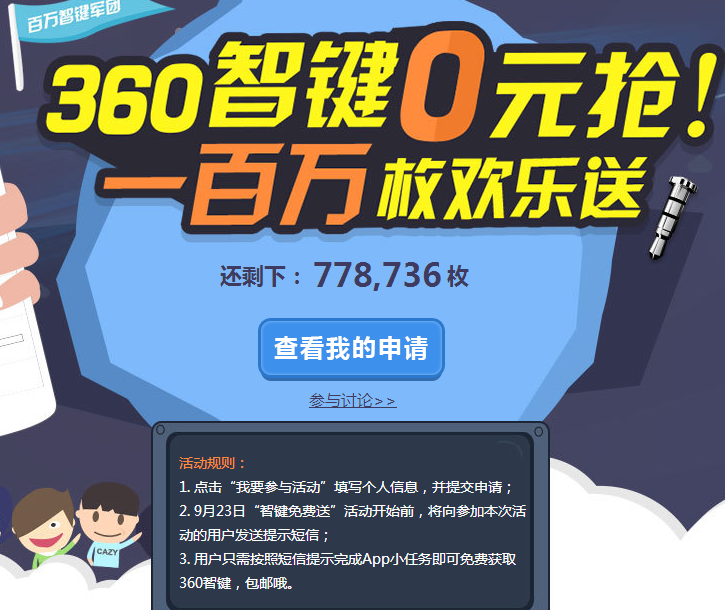 百万智键军团
360智键0元抢!
一百万枚欢乐送
还剩下：778,736枚
查看我的申请
参与讨论>>
活动规则：
1. 点击“我要参与活动”填写个人信息，并提交申请；
2. 9月23日“智键免费送”活动开始前，将向参加本次活
动的用户发送提示短信；
3. 用户只需按照短信提示完成App小任务即可免费获取
360智键，包邮哦。
CAZY